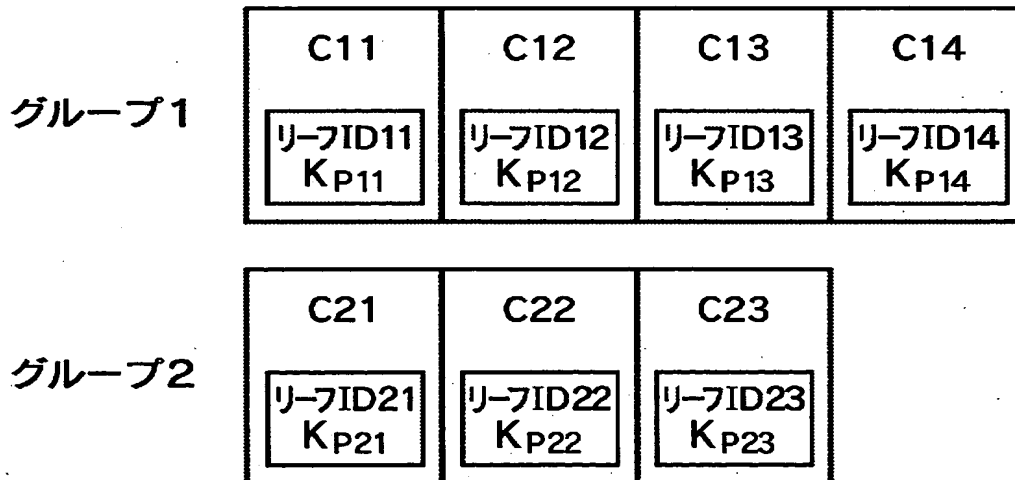 C11 C12 C13 C14
グループ1
リーフID11 リーフID12 リーフID13 リーフID14
KP11 KP12 KP13 KP14
C21 C22 C23
グループ2
リーフID21 リーフID22 リーフID23
KP21 KP22 KP23